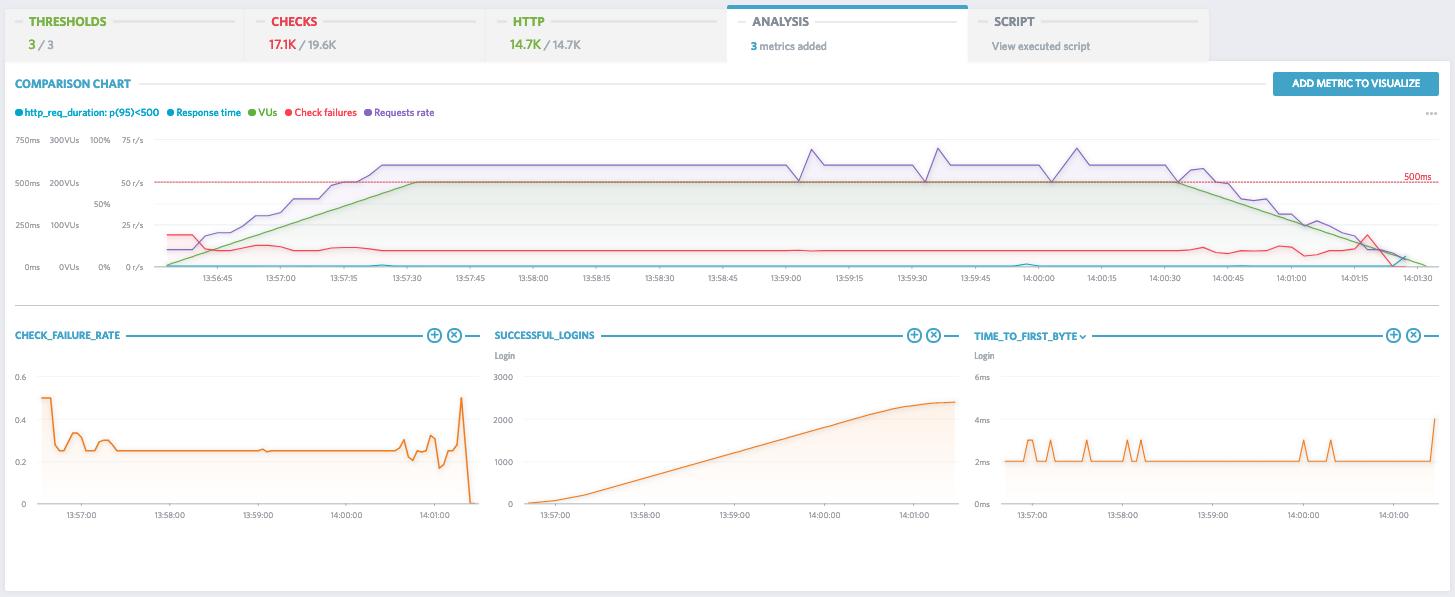 THRESHOLDS CHECKS HTTP ANALYSIS SCRIPT
3 / 3 17.1K / 19.6K 14.7K / 14.7K 3 metrics added View executed script
COMPARISON CHART ADD METRIC TO VISUALIZE
http_req_duration: p(95)<500 Response time VUs Check failures Requests rate
750ms 300VUs 100% 75 r/s
500ms 200VUs 50 r/s 500ms
50%
250ms 100VUs 25 r/s
0ms 0VUs 0% 0 r/s
13:56:45 13:57:00 13:57:15 13:57:30 13:57:45 13:58:00 13:58:15 13:58:30 13:58:45 13:59:00 13:59:15 13:59:30 13:59:45 14:00:00 14:00:15 14:00:30 14:00:45 14:01:00 14:01:15 14:01:30
CHECK_FAILURE_RATE
0.6
0.4
0.2
0
13:57:00 13:58:00 13:59:00 14:00:00 14:01:00
SUCCESSFUL_LOGINS
Login
3000
2000
1000
0
13:57:00 13:58:00 13:59:00 14:00:00 14:01:00
TIME_TO_FIRST_BYTE
Login
6ms
4ms
2ms
0ms
13:57:00 13:58:00 13:59:00 14:00:00 14:01:00